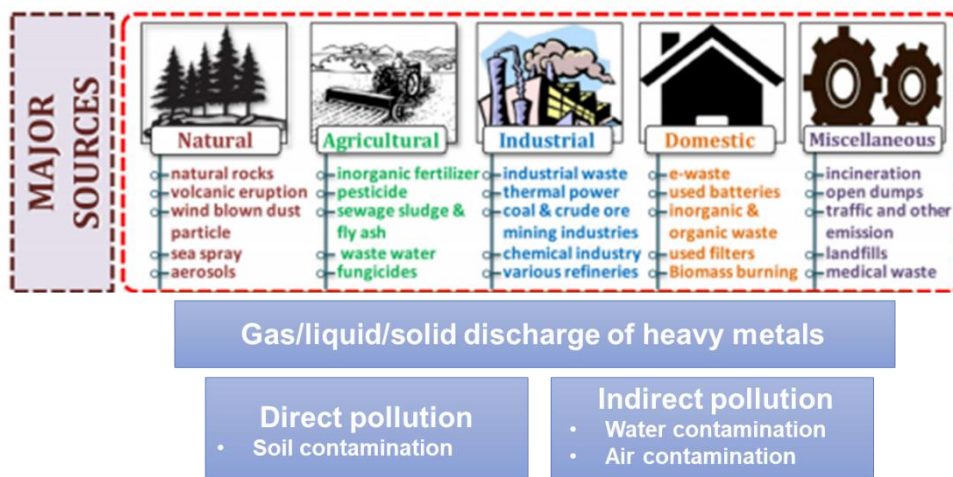 MAJOR
SOURCES
Natural
natural rocks
volcanic eruption
wind blown dust
particle
sea spray
aerosols
Agricultural
inorganic fertilizer
pesticide
sewage sludge &
fly ash
waste water
fungicides
Industrial
industrial waste
thermal power
coal & crude ore
mining industries
chemical industry
various refineries
Domestic
e-waste
used batteries
inorganic &
organic waste
used filters
Biomass burning
Miscellaneous
incineration
open dumps
traffic and other
emission
landfills
medical waste
Gas/liquid/solid discharge of heavy metals
Direct pollution
• Soil contamination
Indirect pollution
• Water contamination
• Air contamination